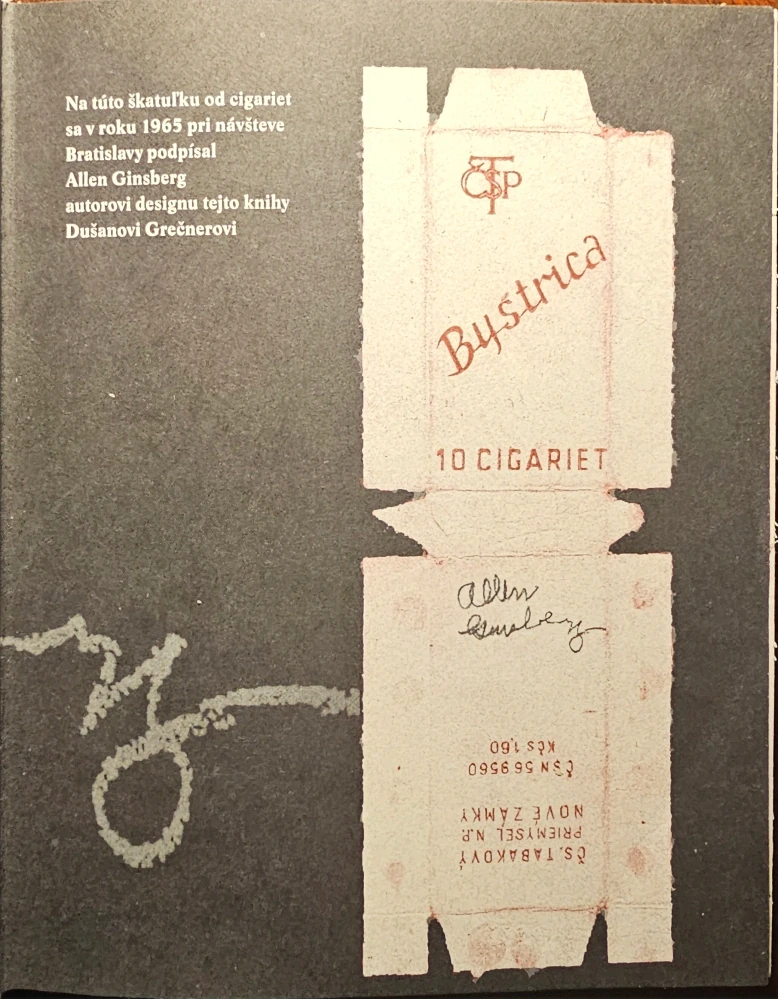 Na túto škatuľku od cigariet
sa v roku 1965 pri návšteve
Bratislavy podpísal
Allen Ginsberg
autorovi designu tejto knihy
Dušanovi Grečnerovi
ČSTP
Bystrica
10 CIGARIET
Allen
Ginsberg
ČS. TABAKOVÝ
PRIEMYSEL N.P.
NOVÉ ZÁMKY
ČSN 56 9560
Kčs 1,60